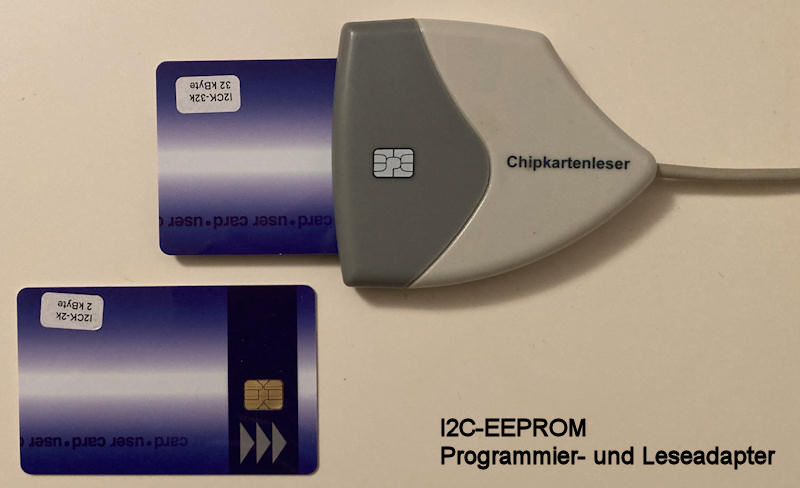 I2CK-32k
32 kByte
Chipkartenleser
card•user card•user c
I2CK-2k
2 kByte
card•user card•user
I2C-EEPROM
Programmier- und Leseadapter